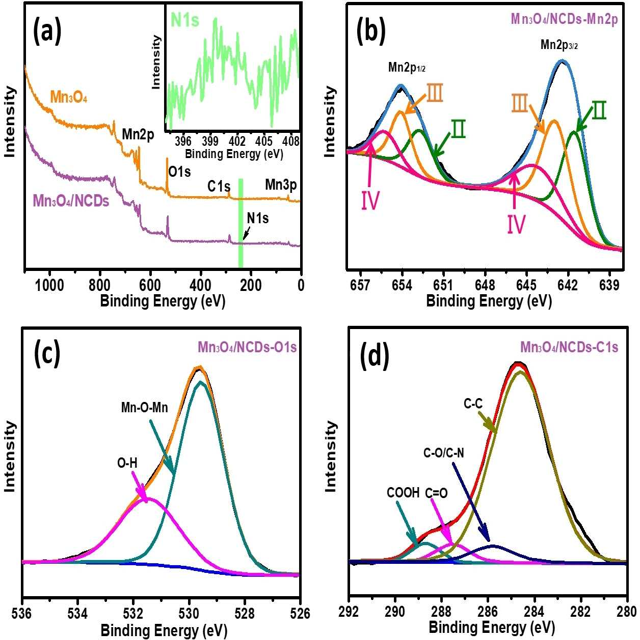 (a)
N1s
Intensity
396 399 402 405 408
Binding Energy (eV)
Mn3O4
Mn2p
O1s
C1s
Mn3p
Mn3O4/NCDs
N1s
Intensity
1000 800 600 400 200 0
Binding Energy (eV)
(b)
Mn3O4/NCDs-Mn2p
Mn2p1/2
Mn2p3/2
III
II
III
II
IV
IV
Intensity
657 654 651 648 645 642 639
Binding Energy (eV)
(c)
Mn3O4/NCDs-O1s
Mn-O-Mn
O-H
Intensity
536 534 532 530 528 526
Binding Energy (eV)
(d)
Mn3O4/NCDs-C1s
C-C
C-O/C-N
COOH
C=O
Intensity
292 290 288 286 284 282 280
Binding Energy (eV)